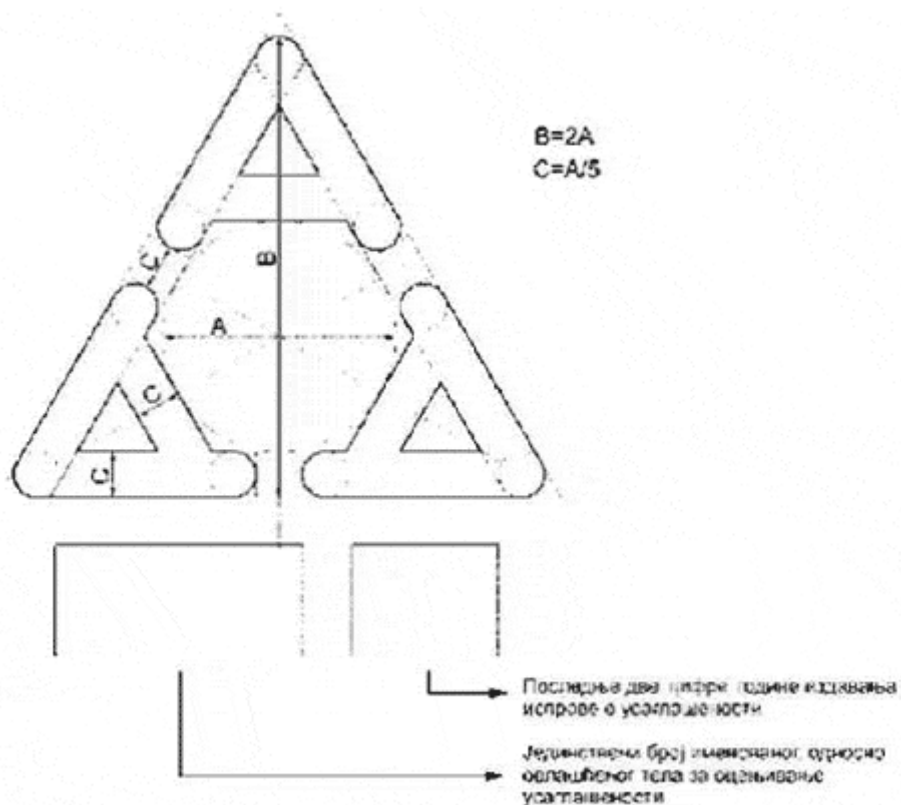 B=2A
C=A/5
C
B
A
C
C
Последње две цифре године издавања
исправе о усаглашености
Јединствени број именованог, односно
овлашћеног тела за оцењивање
усаглашености